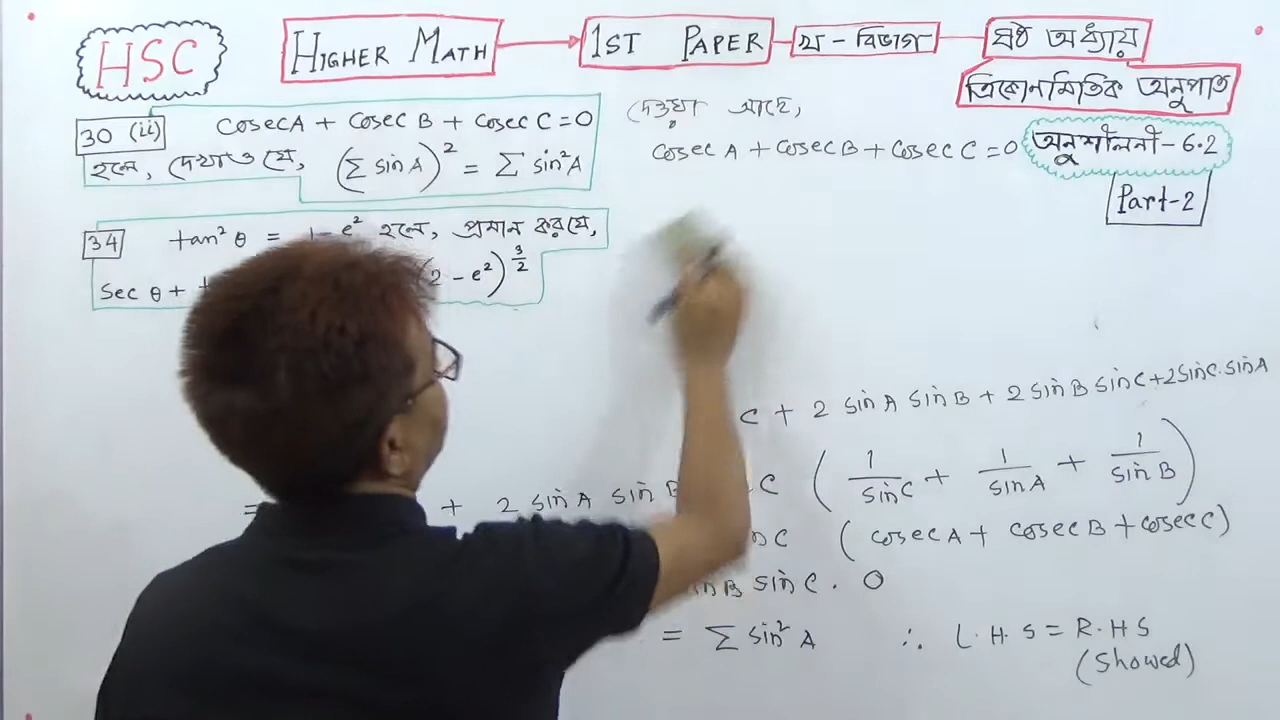 HSC HIGHER MATH 1ST PAPER খ - বিভাগ ষষ্ঠ অধ্যায়
ত্রিকোনমিতিক অনুপাত
অনুশীলনী - 6.2
Part-2
30 (ii) cosec A + cosec B + cosec C = 0
হলে, দেখাও যে, (∑ sin A)² = ∑ sin²A
34 tan²θ = 1 - e² হলে, প্রমান কর যে,
sec θ + (2 - e²)^(3/2)
দেওয়া আছে,
cosec A + cosec B + cosec C = 0
C + 2 sin A sin B + 2 sin B sin C + 2 sin C. sin A
= + 2 sin A sin B C (1/sin C + 1/sin A + 1/sin B)
C (cosec A + cosec B + cosec C)
B sin C . 0
= ∑ sin² A ∴ L.H.S = R.H.S
(Showed)